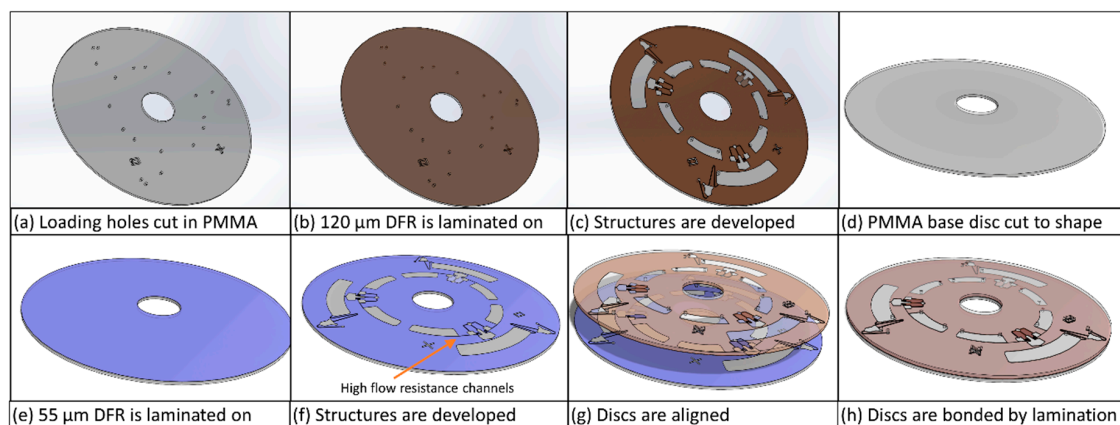 (a) Loading holes cut in PMMA
(b) 120 μm DFR is laminated on
(c) Structures are developed
(d) PMMA base disc cut to shape
High flow resistance channels
(e) 55 μm DFR is laminated on
(f) Structures are developed
(g) Discs are aligned
(h) Discs are bonded by lamination